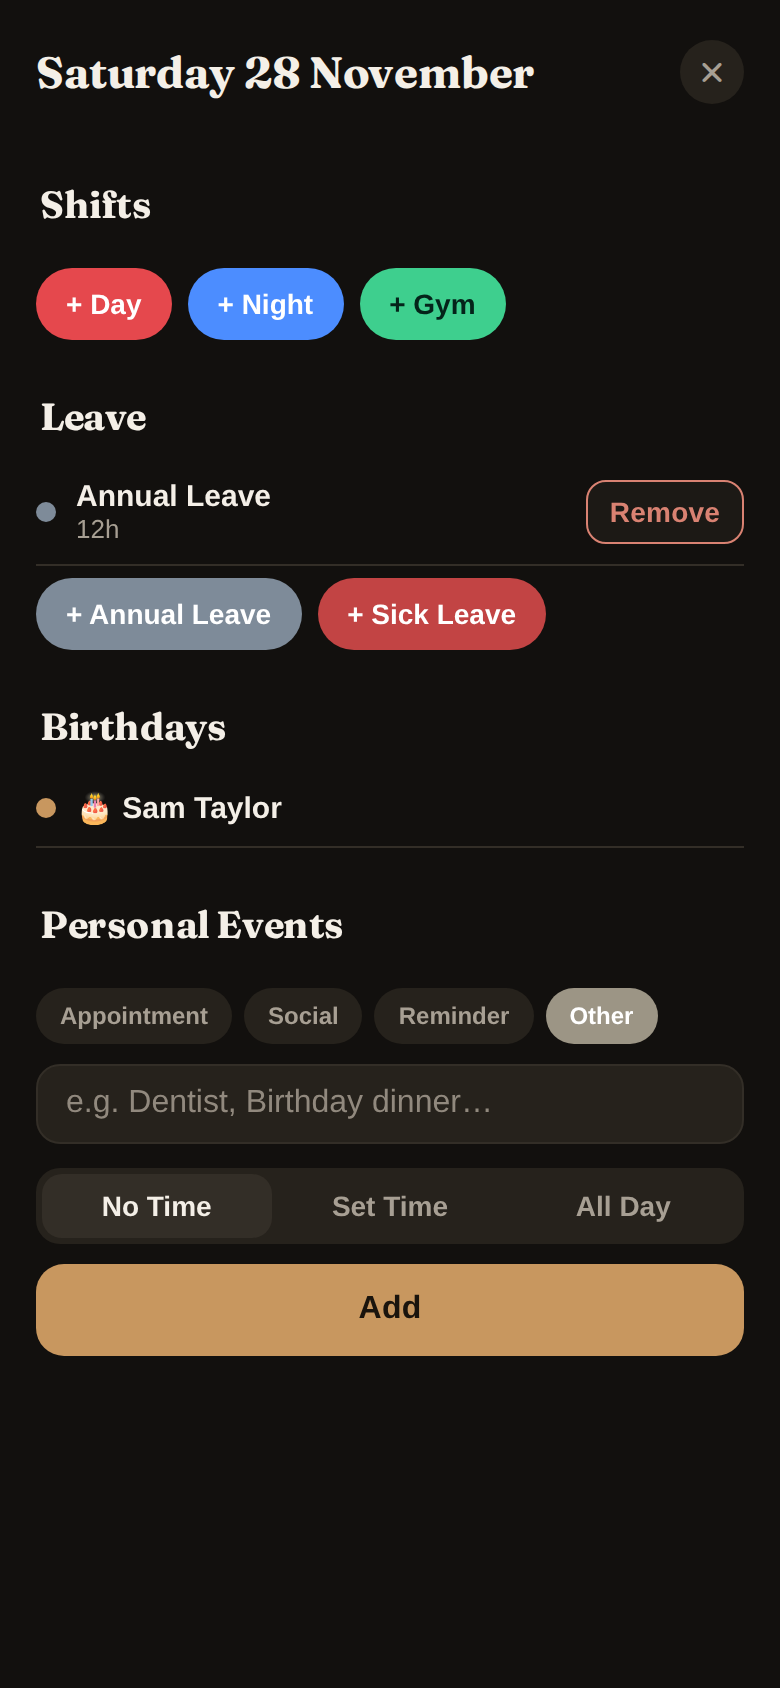 Saturday 28 November
Shifts
+ Day
+ Night
+ Gym
Leave
Annual Leave
12h
Remove
+ Annual Leave
+ Sick Leave
Birthdays
🎂 Sam Taylor
Personal Events
Appointment
Social
Reminder
Other
e.g. Dentist, Birthday dinner…
No Time
Set Time
All Day
Add